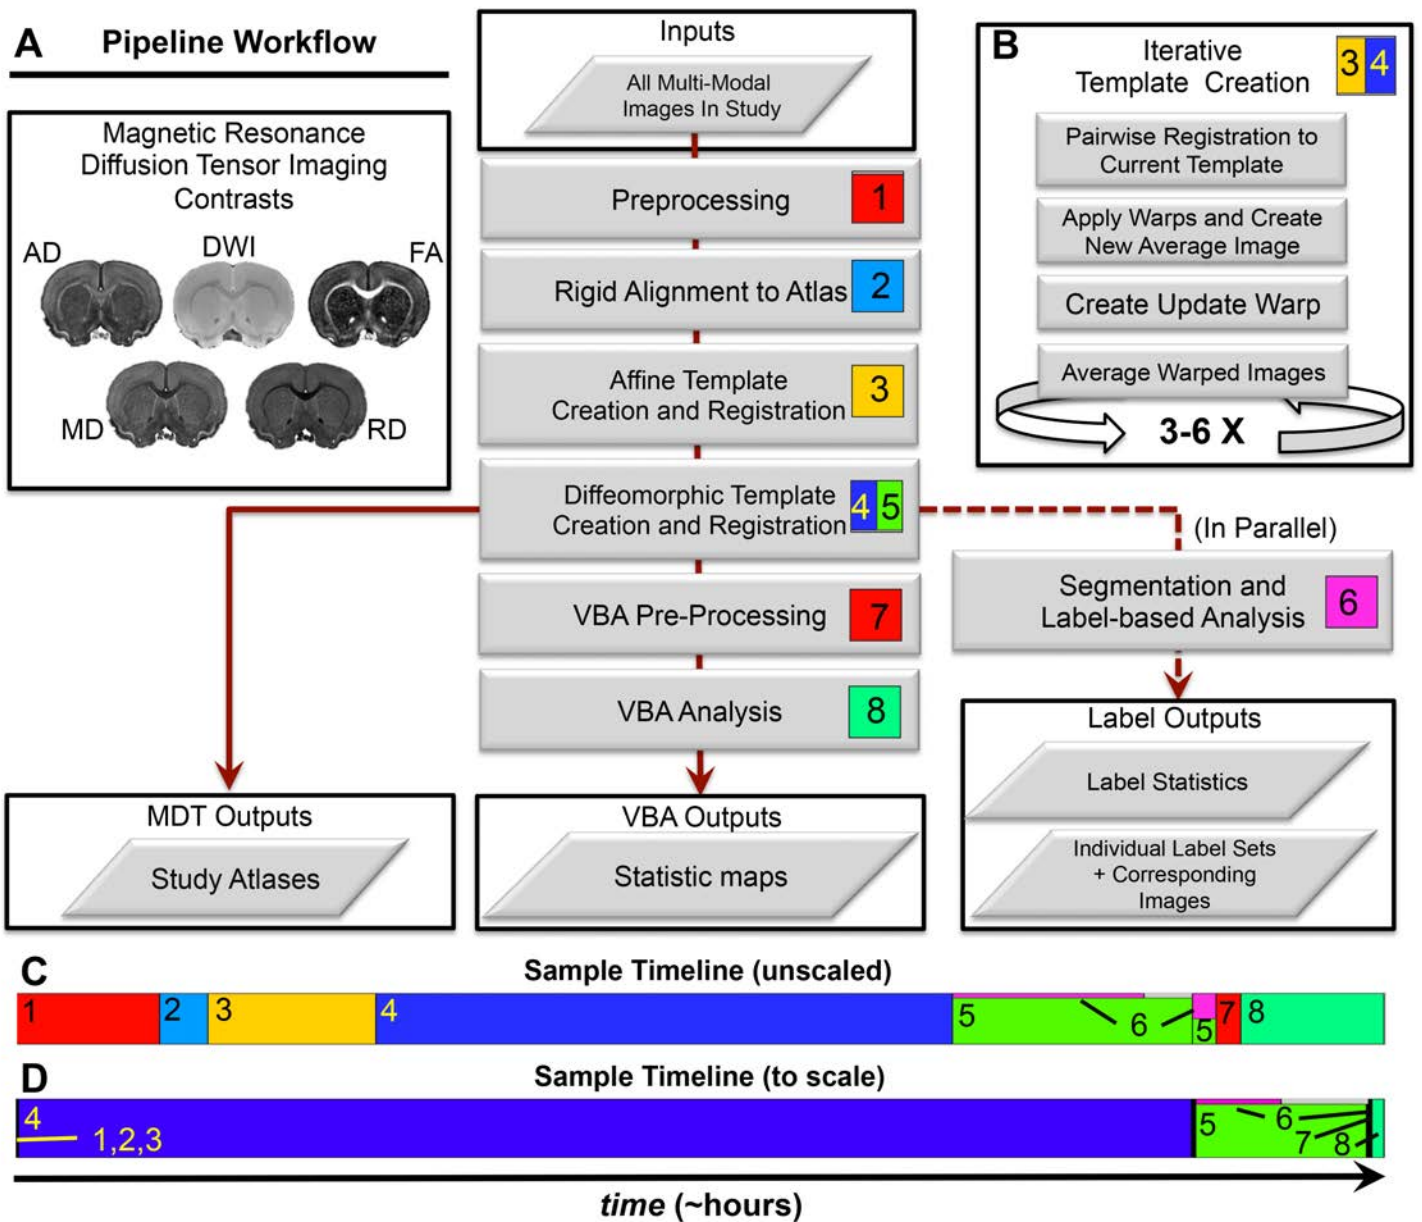 A
Pipeline Workflow
Magnetic Resonance
Diffusion Tensor Imaging
Contrasts
AD
DWI
FA
MD
RD
Inputs
All Multi-Modal
Images In Study
Preprocessing
1
Rigid Alignment to Atlas
2
Affine Template
Creation and Registration
3
Diffeomorphic Template
Creation and Registration
4 5
VBA Pre-Processing
7
VBA Analysis
8
B
Iterative
Template Creation
3 4
Pairwise Registration to
Current Template
Apply Warps and Create
New Average Image
Create Update Warp
Average Warped Images
3-6 X
(In Parallel)
Segmentation and
Label-based Analysis
6
MDT Outputs
Study Atlases
VBA Outputs
Statistic maps
Label Outputs
Label Statistics
Individual Label Sets
+ Corresponding
Images
C
Sample Timeline (unscaled)
1 2 3 4 5 6 5 7 8
D
Sample Timeline (to scale)
4
1,2,3
5 6 7 8
time (~hours)